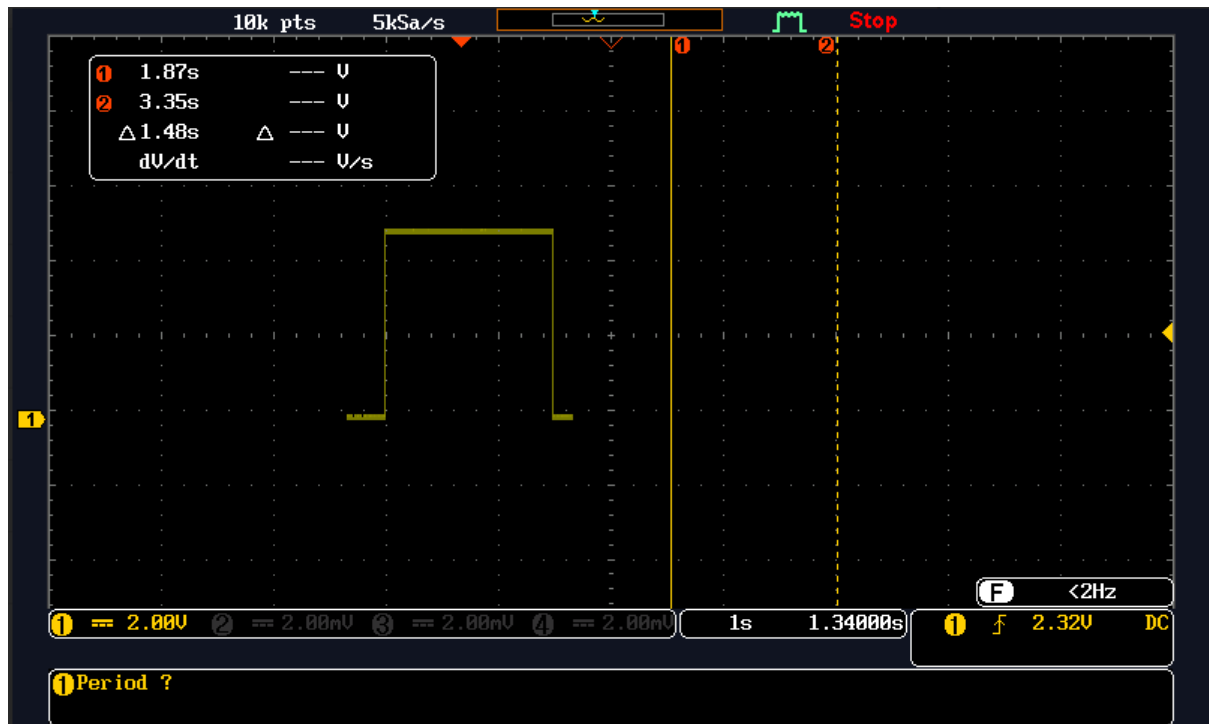 10k pts 5kSa/s Stop
1 2
1 1.87s --- V
2 3.35s --- V
△1.48s △ --- V
dV/dt --- V/s
1
F <2Hz
1 2.00V 2 2.00mV 3 2.00mV 4 2.00mV 1s 1.34000s 1 2.32V DC
1 Period ?